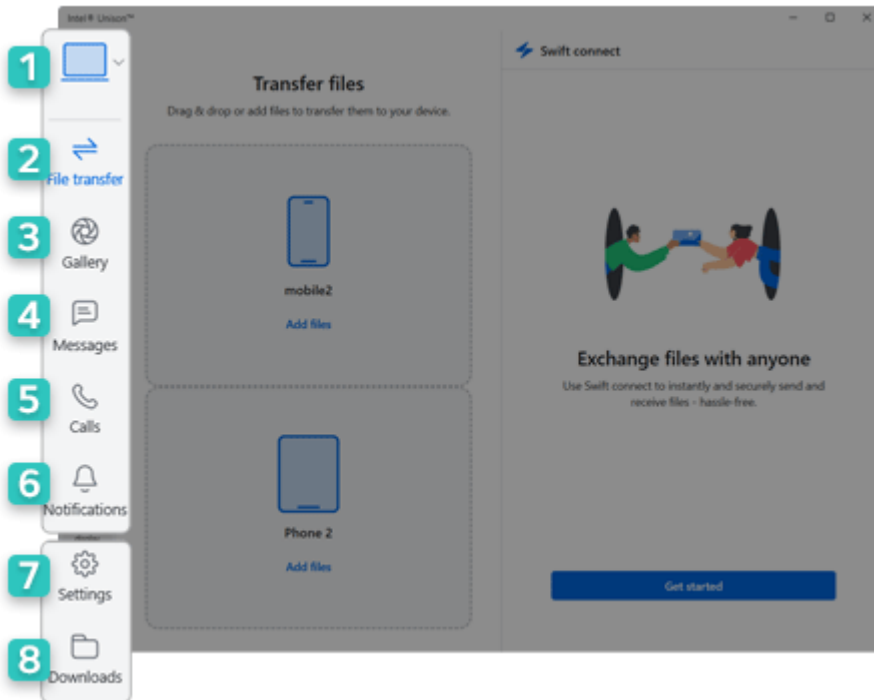 Intel® Unison™
1
2
File transfer
3
Gallery
4
Messages
5
Calls
6
Notifications
7
Settings
8
Downloads
Transfer files
Drag & drop or add files to transfer them to your device.
mobile2
Add files
Phone 2
Add files
Swift connect
Exchange files with anyone
Use Swift connect to instantly and securely send and
receive files - hassle-free.
Get started